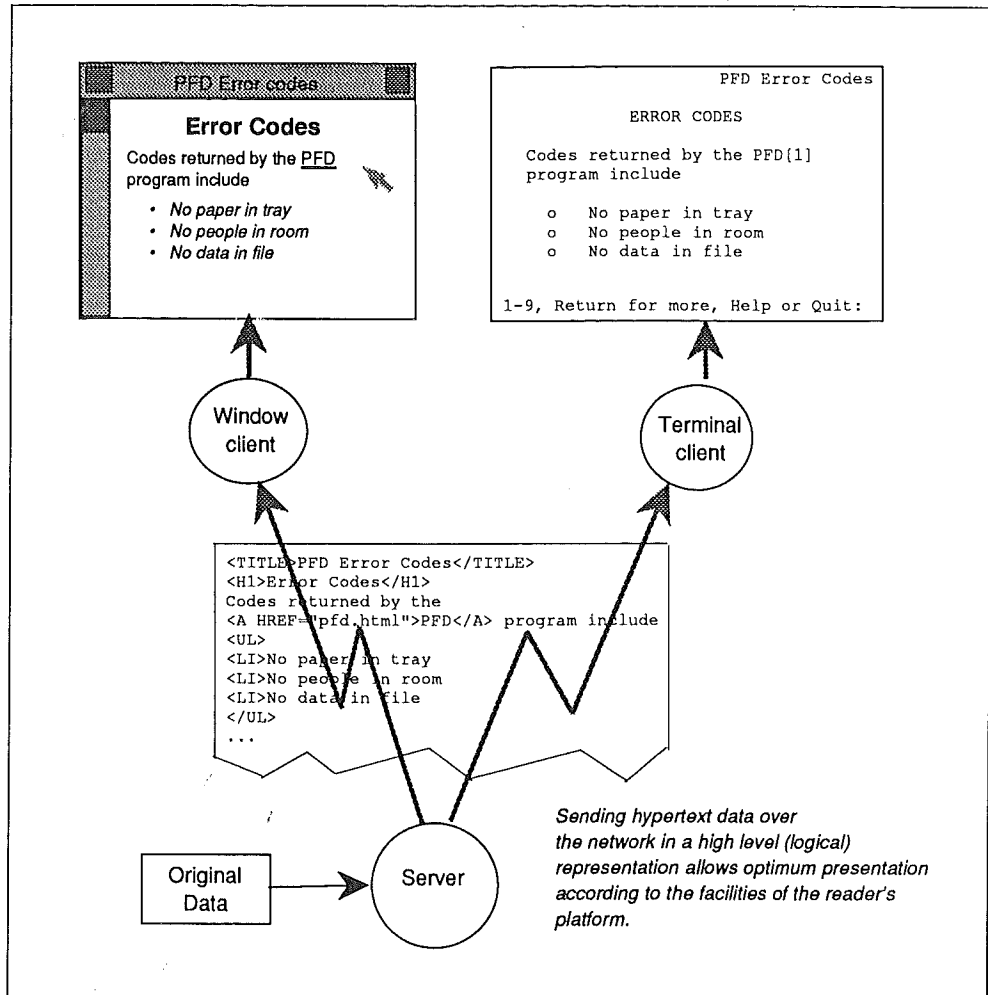 PFD Error codes
Error Codes
Codes returned by the PFD
program include
• No paper in tray
• No people in room
• No data in file
PFD Error Codes
ERROR CODES
Codes returned by the PFD[1]
program include
o No paper in tray
o No people in room
o No data in file
1-9, Return for more, Help or Quit:
Window
client
Terminal
client
<TITLE>PFD Error Codes</TITLE>
<H1>Error Codes</H1>
Codes returned by the
<A HREF="pfd.html">PFD</A> program include
<UL>
<LI>No paper in tray
<LI>No people in room
<LI>No data in file
</UL>
...
Original
Data
Server
Sending hypertext data over
the network in a high level (logical)
representation allows optimum presentation
according to the facilities of the reader's
platform.